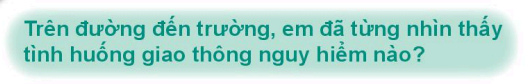 Trên đường đến trường, em đã từng nhìn thấy
tình huống giao thông nguy hiểm nào?